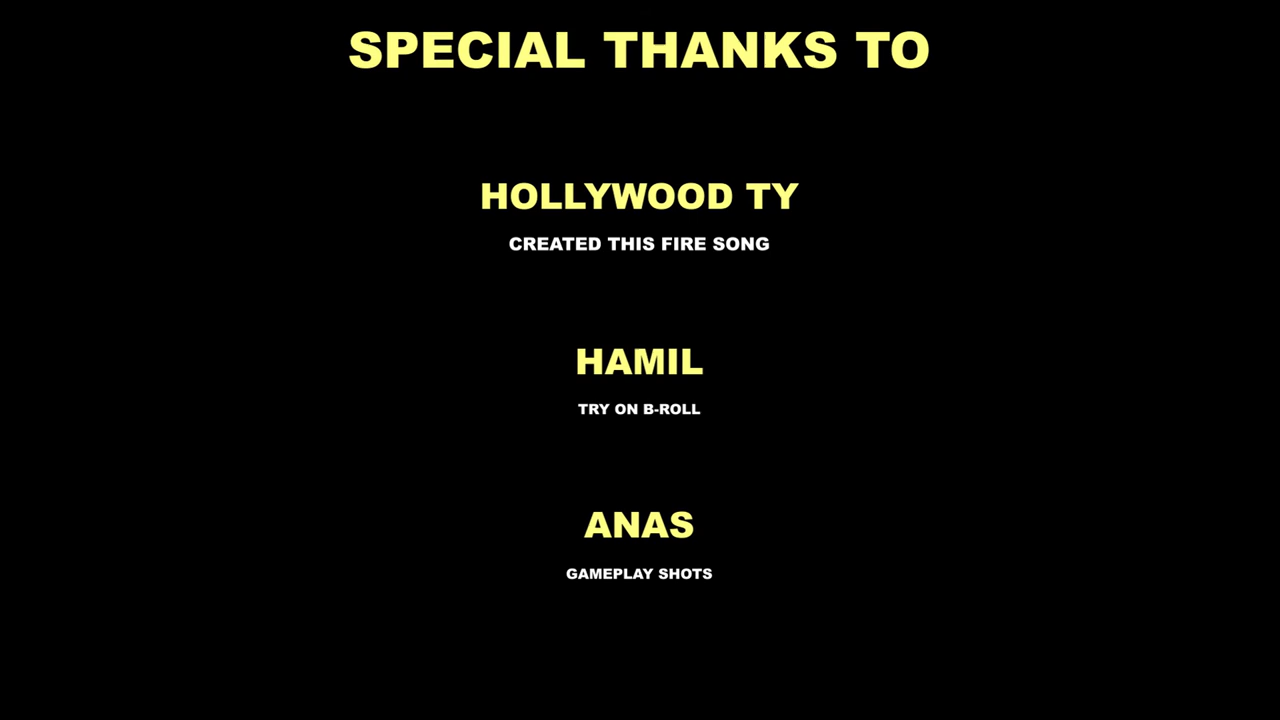 SPECIAL THANKS TO
HOLLYWOOD TY
CREATED THIS FIRE SONG
HAMIL
TRY ON B-ROLL
ANAS
GAMEPLAY SHOTS